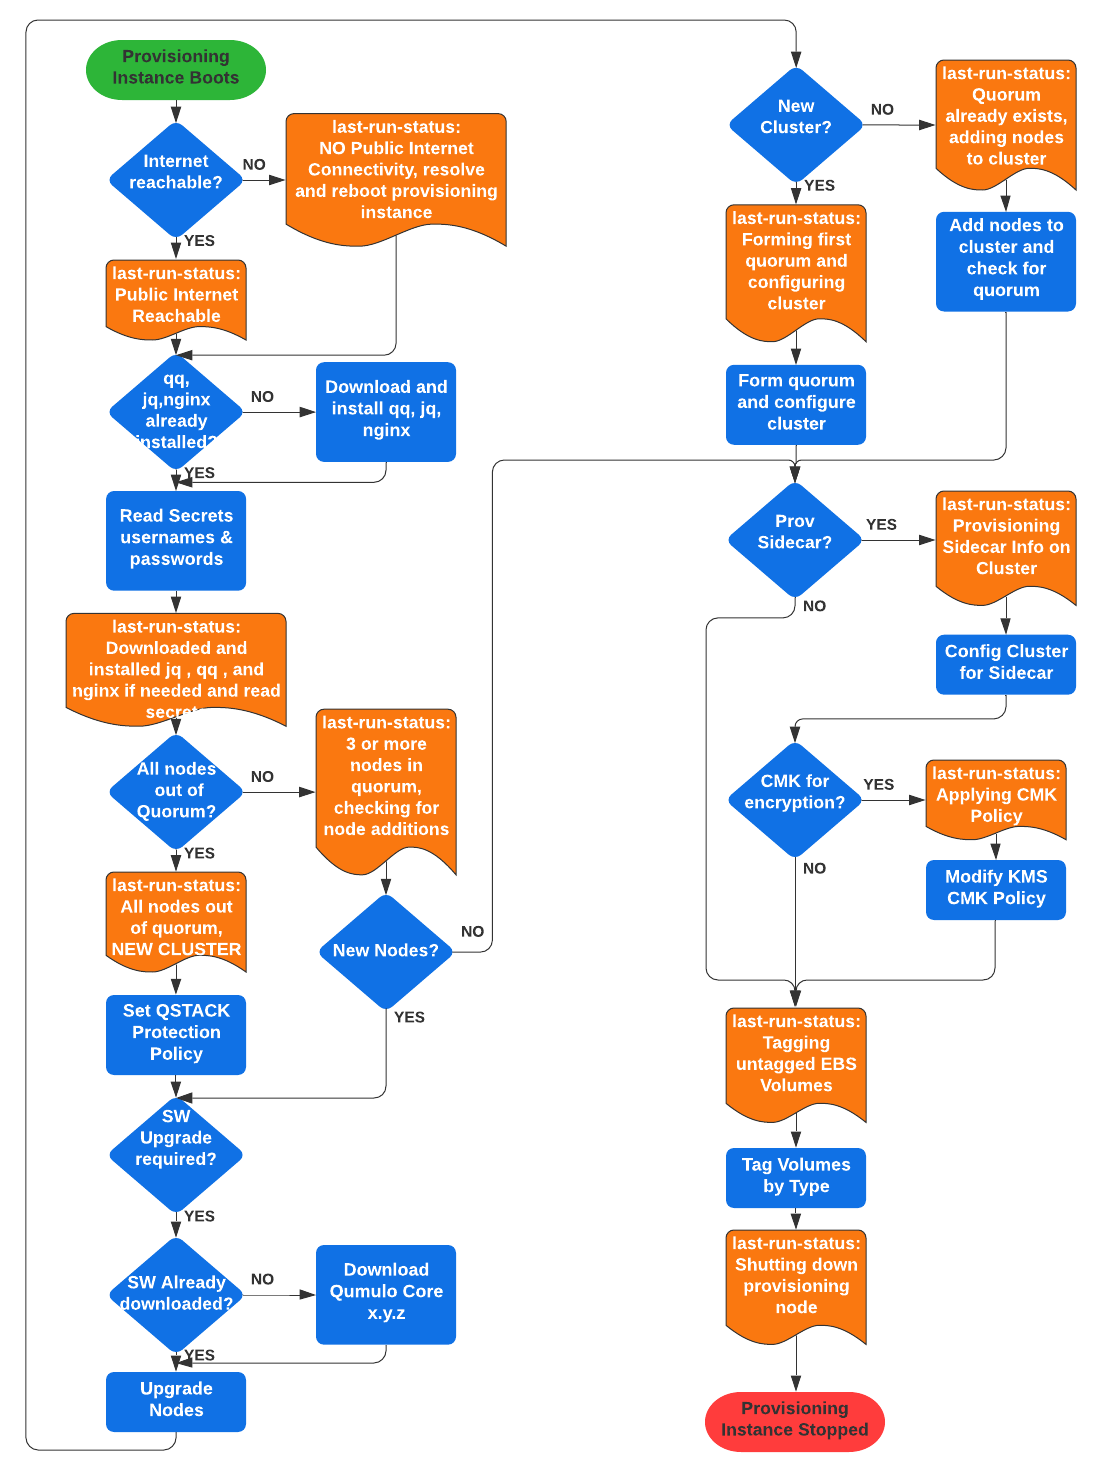 Provisioning
Instance Boots
Internet
reachable?
NO
last-run-status:
NO Public Internet
Connectivity, resolve
and reboot provisioning
instance
YES
last-run-status:
Public Internet
Reachable
qq,
jq,nginx
already
installed?
NO
Download and
install qq, jq,
nginx
YES
Read Secrets
usernames &
passwords
last-run-status:
Downloaded and
installed jq , qq , and
nginx if needed and read
secrets
All nodes
out of
Quorum?
NO
last-run-status:
3 or more
nodes in
quorum,
checking for
node additions
YES
last-run-status:
All nodes out
of quorum,
NEW CLUSTER
New Nodes?
NO
YES
Set QSTACK
Protection
Policy
SW
Upgrade
required?
YES
SW Already
downloaded?
NO
Download
Qumulo Core
x.y.z
YES
Upgrade
Nodes
New
Cluster?
NO
last-run-status:
Quorum
already exists,
adding nodes
to cluster
YES
last-run-status:
Forming first
quorum and
configuring
cluster
Add nodes to
cluster and
check for
quorum
Form quorum
and configure
cluster
Prov
Sidecar?
YES
last-run-status:
Provisioning
Sidecar Info on
Cluster
NO
Config Cluster
for Sidecar
CMK for
encryption?
YES
last-run-status:
Applying CMK
Policy
NO
Modify KMS
CMK Policy
last-run-status:
Tagging
untagged EBS
Volumes
Tag Volumes
by Type
last-run-status:
Shutting down
provisioning
node
Provisioning
Instance Stopped